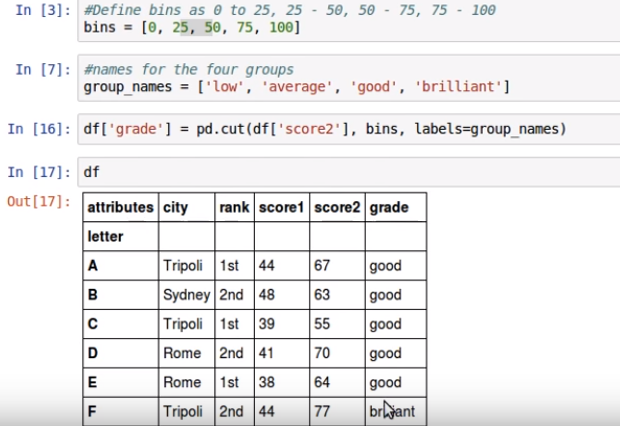 In [3]: #Define bins as 0 to 25, 25 - 50, 50 - 75, 75 - 100
bins = [0, 25, 50, 75, 100]
In [7]: #names for the four groups
group_names = ['low', 'average', 'good', 'brilliant']
In [16]: df['grade'] = pd.cut(df['score2'], bins, labels=group_names)
In [17]: df
Out[17]:
attributes city rank score1 score2 grade
letter
A Tripoli 1st 44 67 good
B Sydney 2nd 48 63 good
C Tripoli 1st 39 55 good
D Rome 2nd 41 70 good
E Rome 1st 38 64 good
F Tripoli 2nd 44 77 brilliant